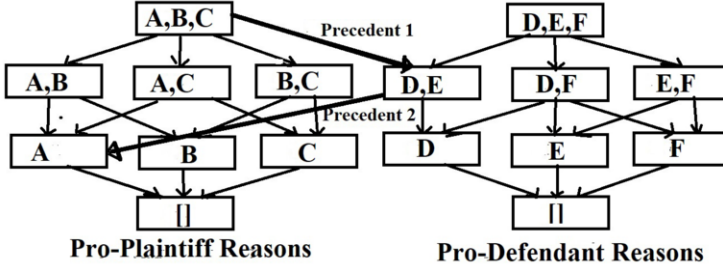 A,B,C
Precedent 1
D,E,F
A,B
A,C
B,C
D,E
D,F
E,F
Precedent 2
A
B
C
D
E
F
[]
[]
Pro-Plaintiff Reasons
Pro-Defendant Reasons